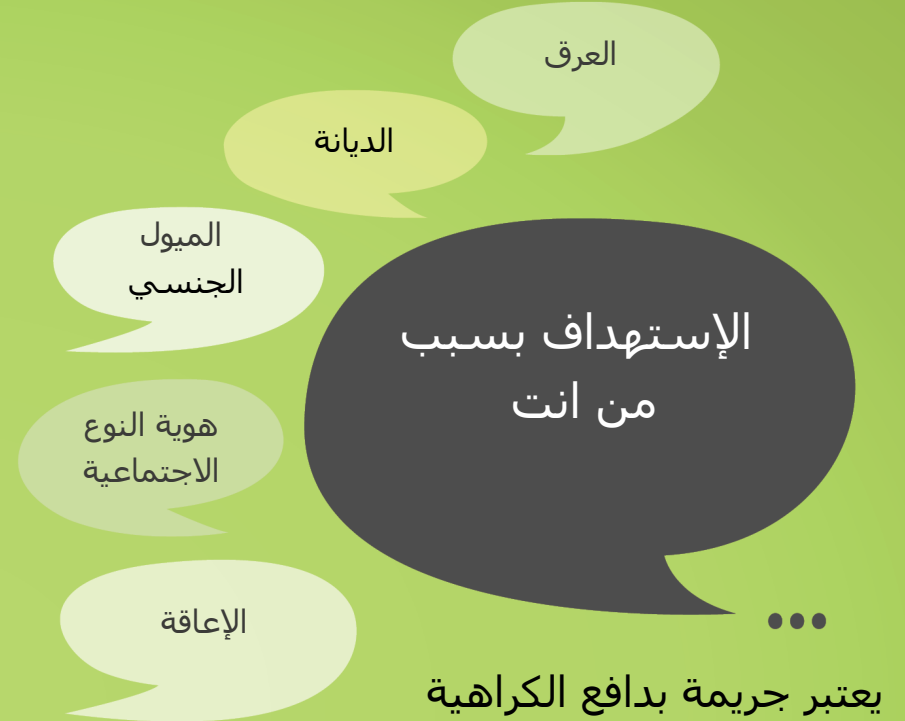 العرق
الديانة
الميول
الجنسي
هوية النوع
الاجتماعية
الإعاقة
الإستهداف بسبب
من انت
...
يعتبر جريمة بدافع الكراهية